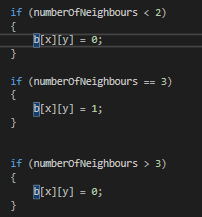 if (numberOfNeighbours < 2)
{
b[x][y] = 0;
}
if (numberOfNeighbours == 3)
{
b[x][y] = 1;
}
if (numberOfNeighbours > 3)
{
b[x][y] = 0;
}